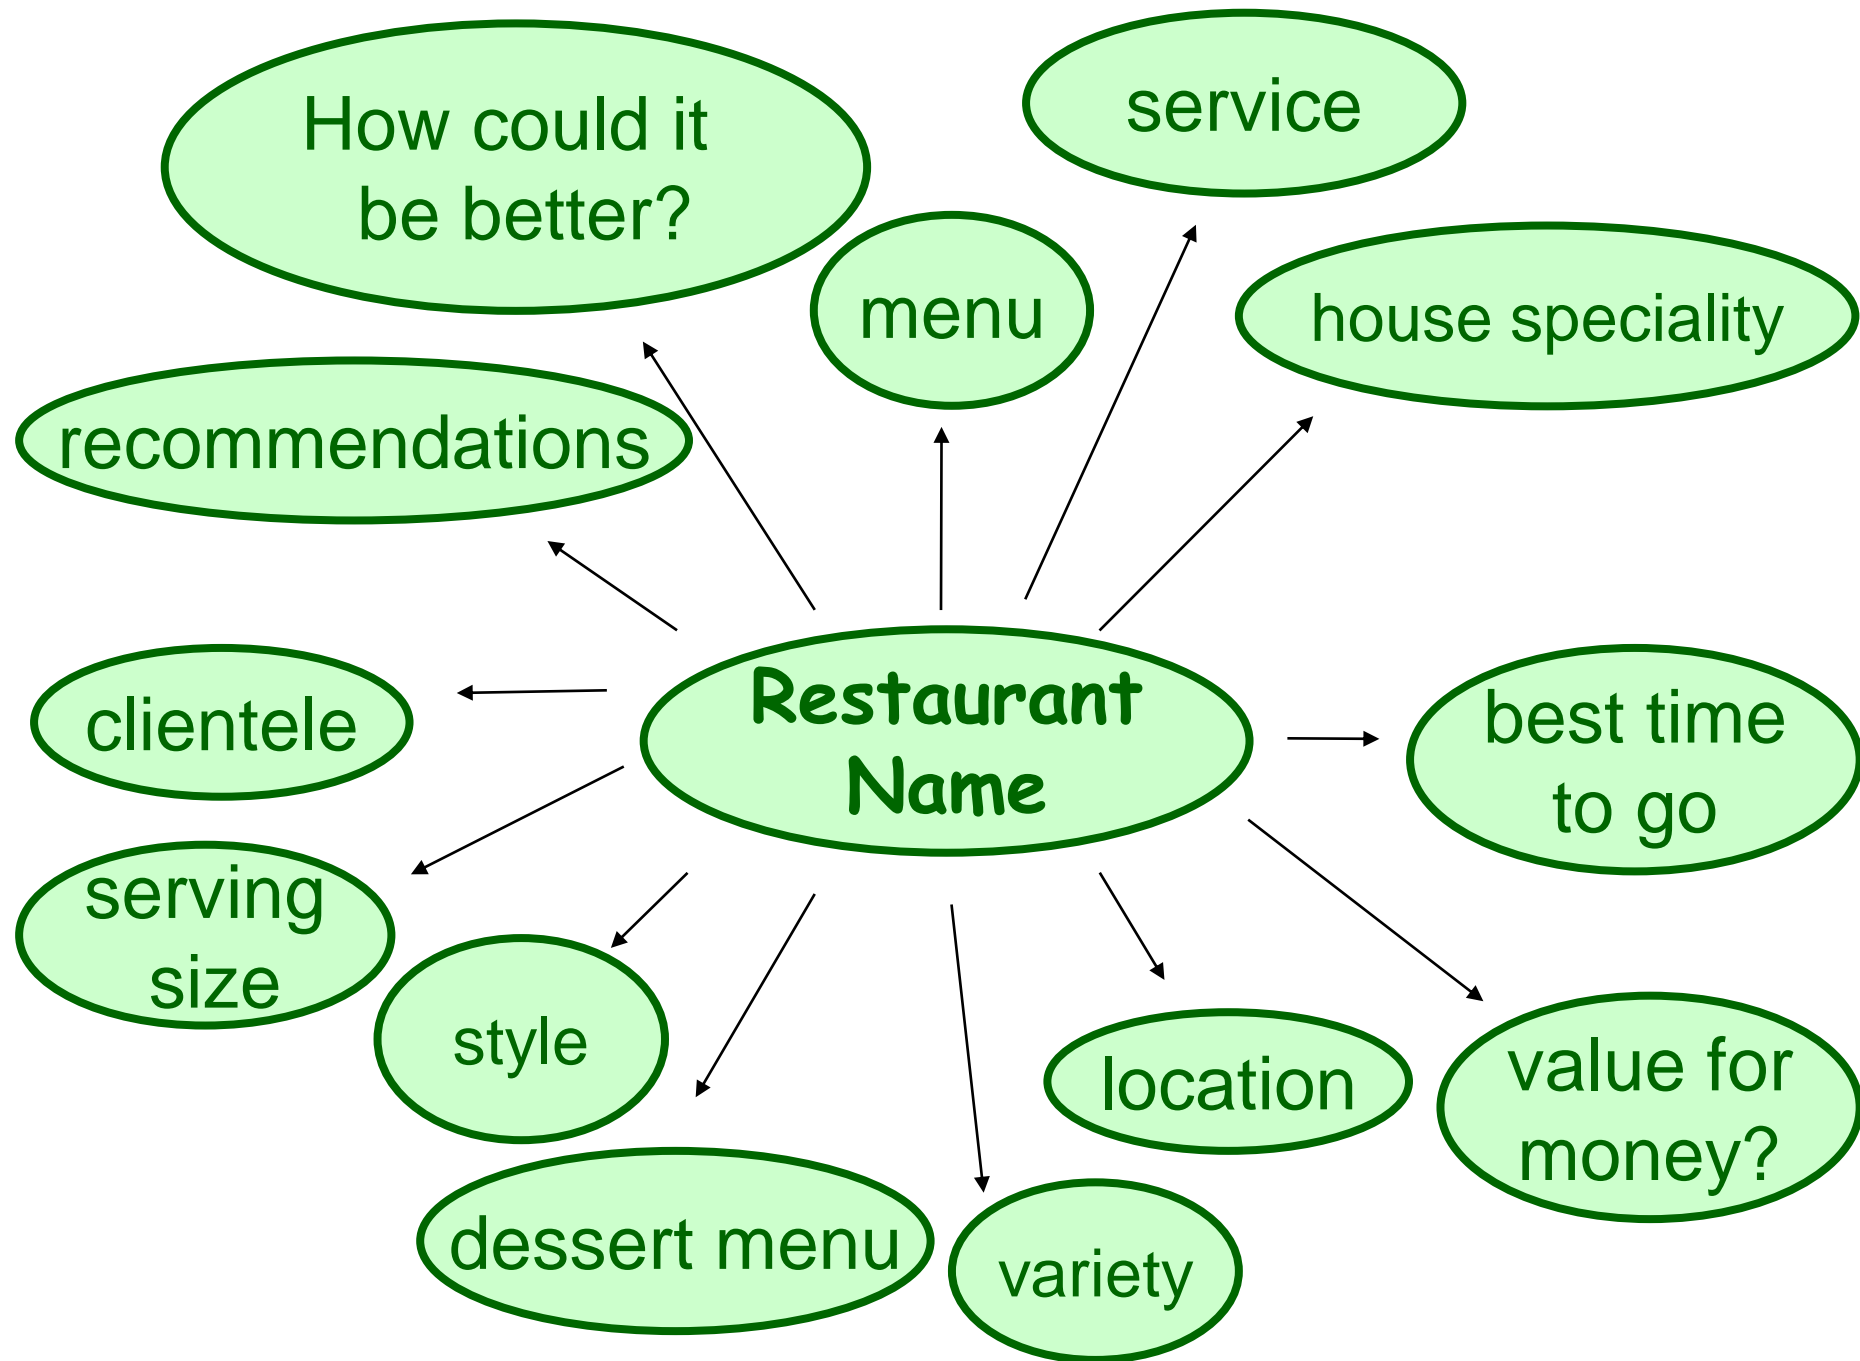 How could it
be better?
service
menu
house speciality
recommendations
Restaurant
Name
clientele
best time
to go
serving
size
style
location
value for
money?
dessert menu
variety